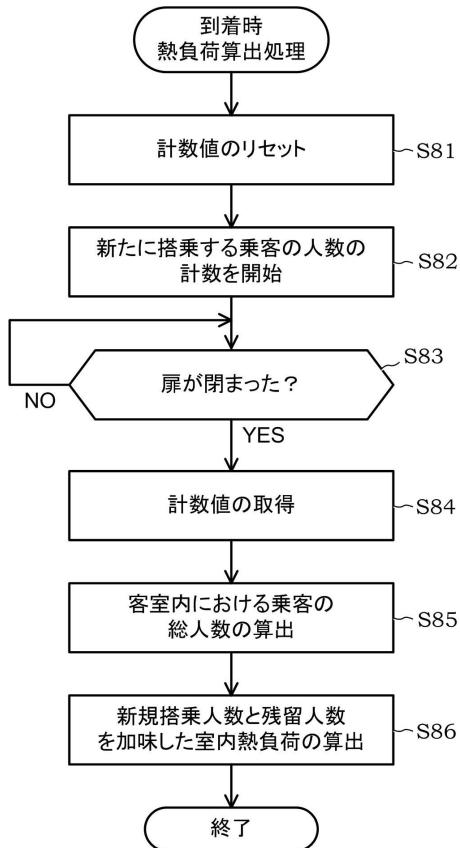 到着時
熱負荷算出処理
計数値のリセット
S81
新たに搭乗する乗客の人数の
計数を開始
S82
扉が閉まった？
S83
NO
YES
計数値の取得
S84
客室内における乗客の
総人数の算出
S85
新規搭乗人数と残留人数
を加味した室内熱負荷の算出
S86
終了